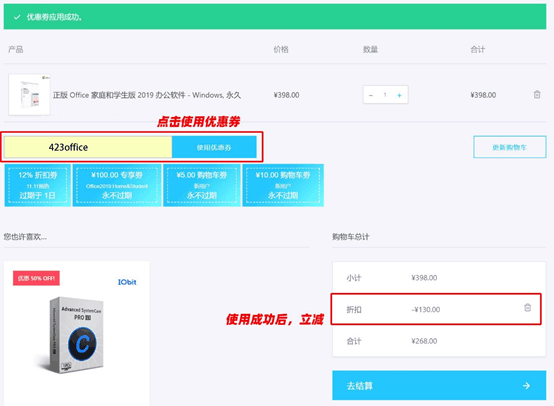 优惠券应用成功。
产品 价格 数量 合计
正版 Office 家庭和学生版 2019 办公软件 - Windows, 永久 ¥398.00 − 1 + ¥398.00
点击使用优惠券
423office 使用优惠券 更新购物车
12% 折扣券 ¥100.00 专享券 ¥5.00 购物车券 ¥10.00 购物车券
Office2019 Home&Student 新用户 新用户
过期于 1日 永不过期 永不过期 永不过期
您也许喜欢...
优惠 50% OFF!
IObit
Advanced SystemCare
PRO
购物车总计
小计 ¥398.00
使用成功后，立减
折扣 -¥130.00
合计 ¥268.00
去结算 →